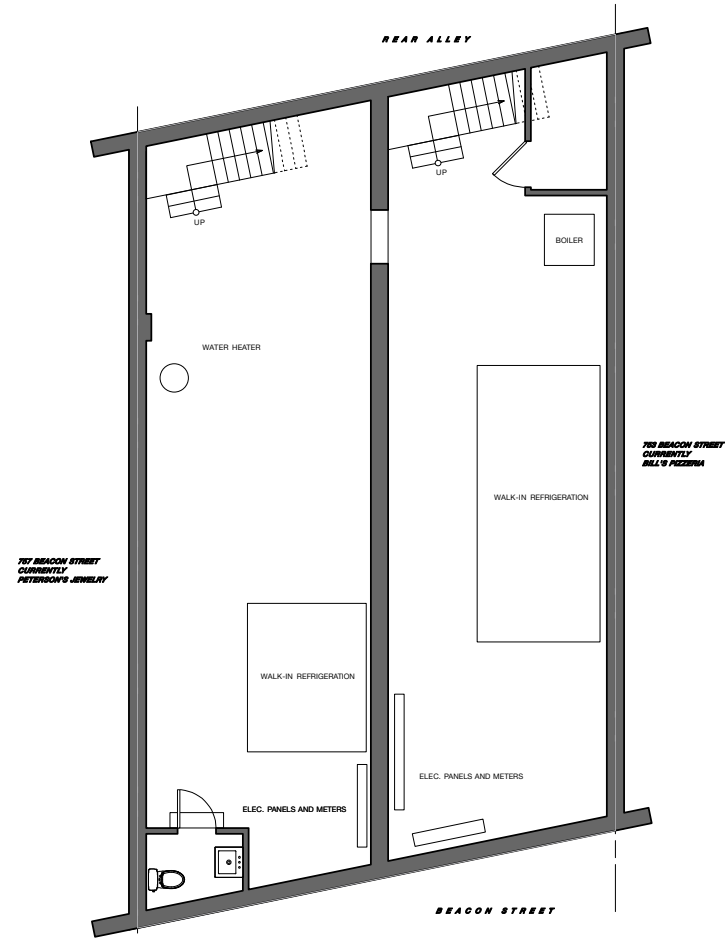 REAR ALLEY
UP
UP
BOILER
WATER HEATER
763 BEACON STREET
CURRENTLY
BILL'S PIZZERIA
WALK-IN REFRIGERATION
767 BEACON STREET
CURRENTLY
PETERSON'S JEWELRY
WALK-IN REFRIGERATION
ELEC. PANELS AND METERS
ELEC. PANELS AND METERS
BEACON STREET